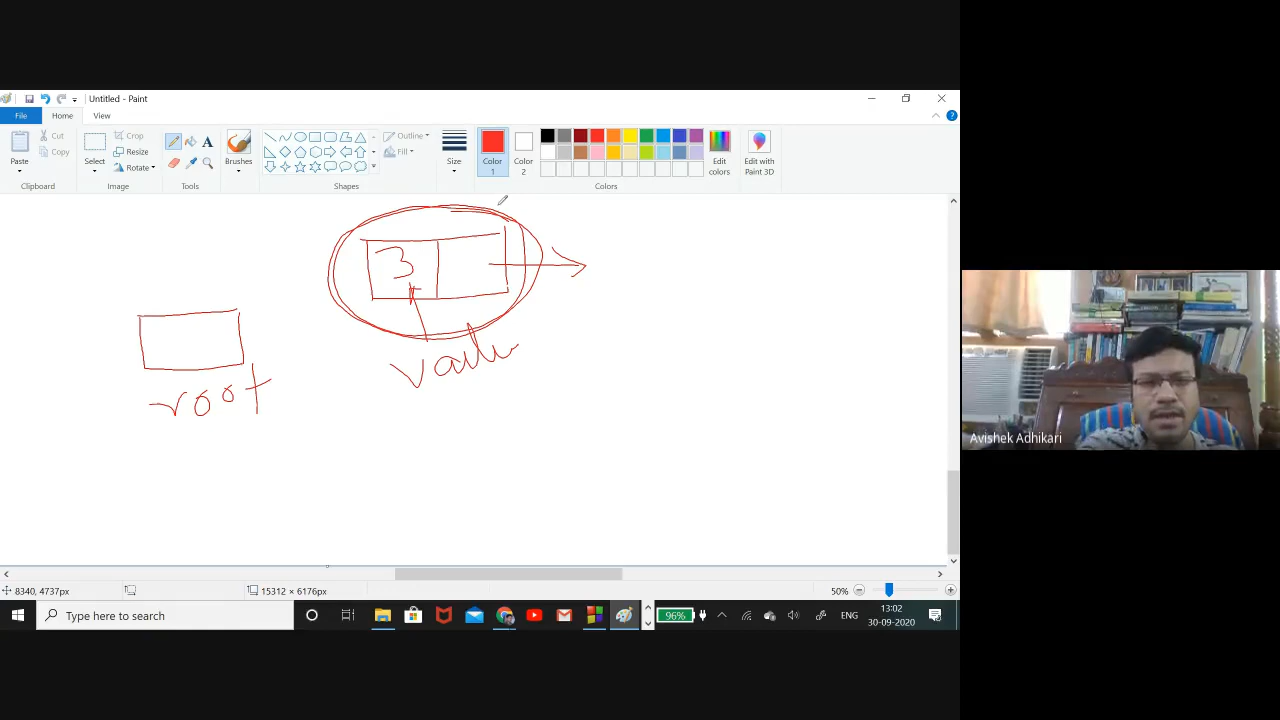 Untitled - Paint
File Home View
Paste Cut Copy Select Crop Resize Rotate Brushes Outline Fill Size Color 1 Color 2 Edit colors Edit with Paint 3D
Clipboard Image Tools Shapes Colors
3
root
Avishek Adhikari
8340, 4737px 15312 × 6176px 50%
Type here to search 96% ENG 13:02
30-09-2020